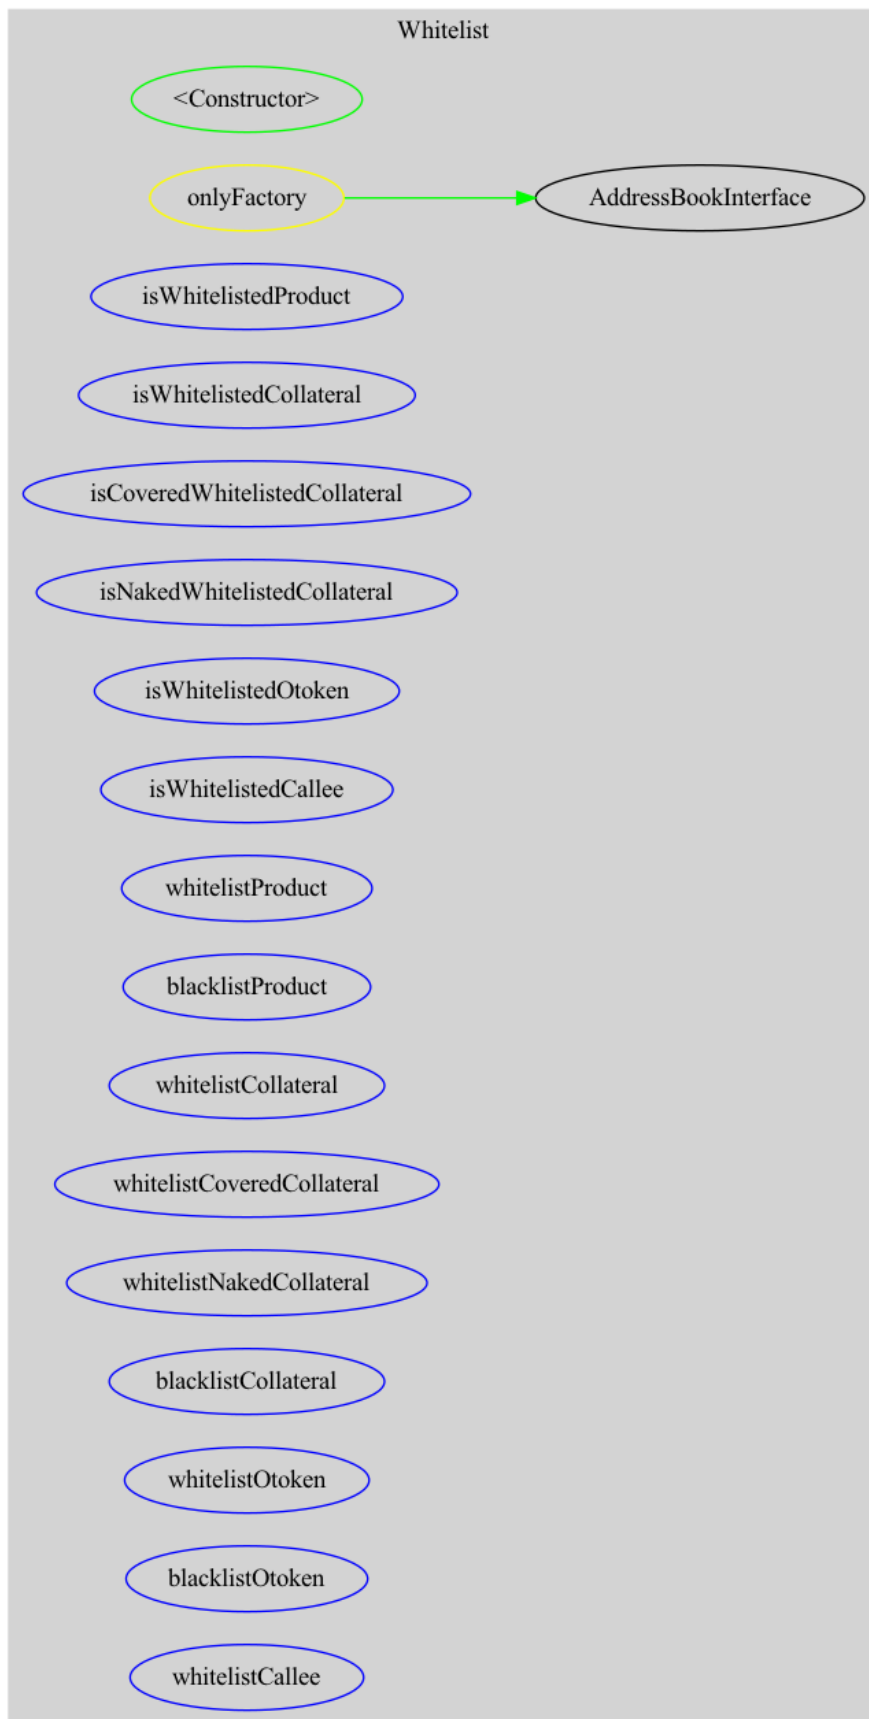 Whitelist
<Constructor>
onlyFactory
AddressBookInterface
isWhitelistedProduct
isWhitelistedCollateral
isCoveredWhitelistedCollateral
isNakedWhitelistedCollateral
isWhitelistedOtoken
isWhitelistedCallee
whitelistProduct
blacklistProduct
whitelistCollateral
whitelistCoveredCollateral
whitelistNakedCollateral
blacklistCollateral
whitelistOtoken
blacklistOtoken
whitelistCallee